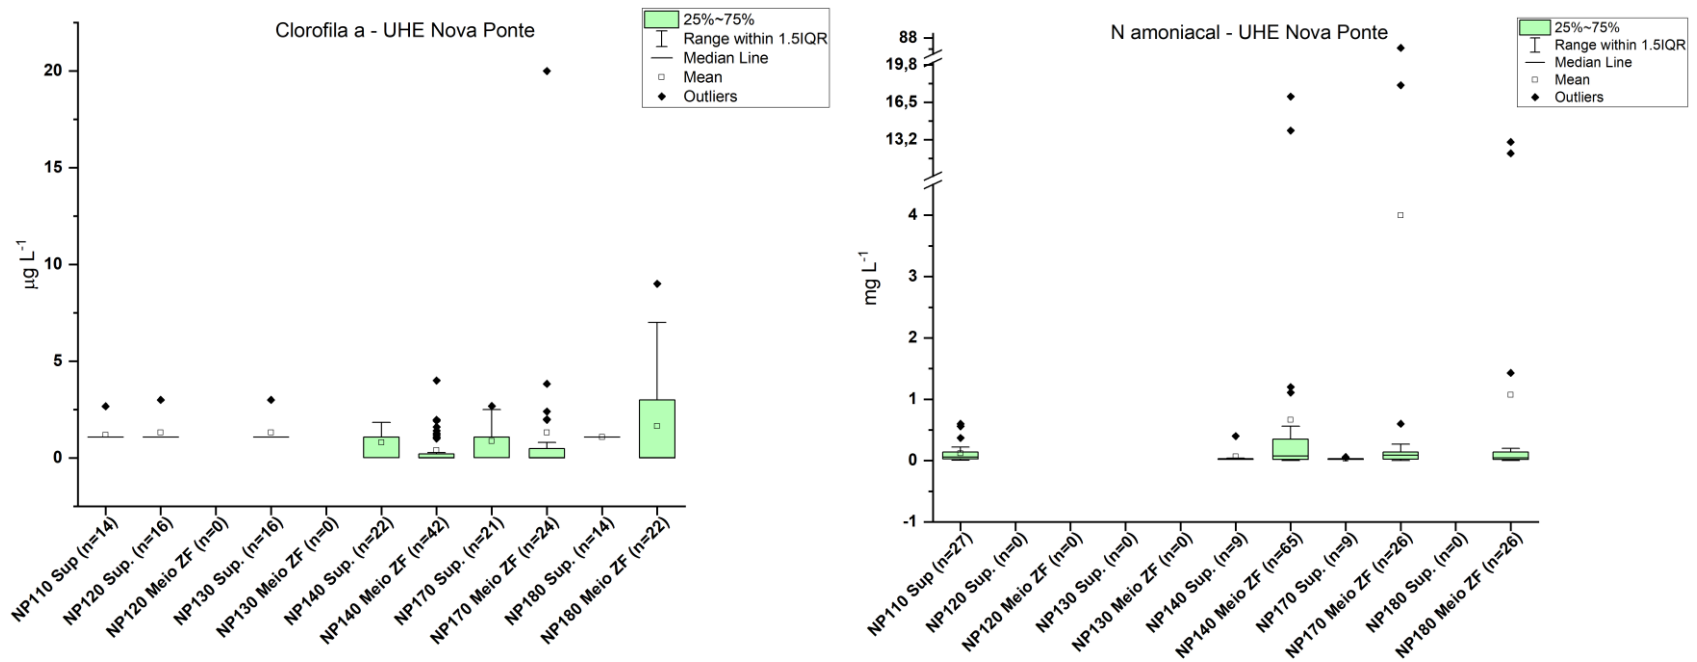 Clorofila a - UHE Nova Ponte
25%~75%
Range within 1.5IQR
Median Line
Mean
Outliers
20
15
10
5
0
µg L-1
NP110 Sup (n=14)
NP120 Sup. (n=16)
NP120 Meio ZF (n=0)
NP130 Sup. (n=16)
NP130 Meio ZF (n=0)
NP140 Sup. (n=22)
NP140 Meio ZF (n=42)
NP170 Sup. (n=21)
NP170 Meio ZF (n=24)
NP180 Sup. (n=14)
NP180 Meio ZF (n=22)
N amoniacal - UHE Nova Ponte
25%~75%
Range within 1.5IQR
Median Line
Mean
Outliers
88
19,8
16,5
13,2
4
3
2
1
0
-1
mg L-1
NP110 Sup (n=27)
NP120 Sup. (n=0)
NP120 Meio ZF (n=0)
NP130 Sup. (n=0)
NP130 Meio ZF (n=0)
NP140 Sup. (n=9)
NP140 Meio ZF (n=65)
NP170 Sup. (n=9)
NP170 Meio ZF (n=26)
NP180 Sup. (n=0)
NP180 Meio ZF (n=26)